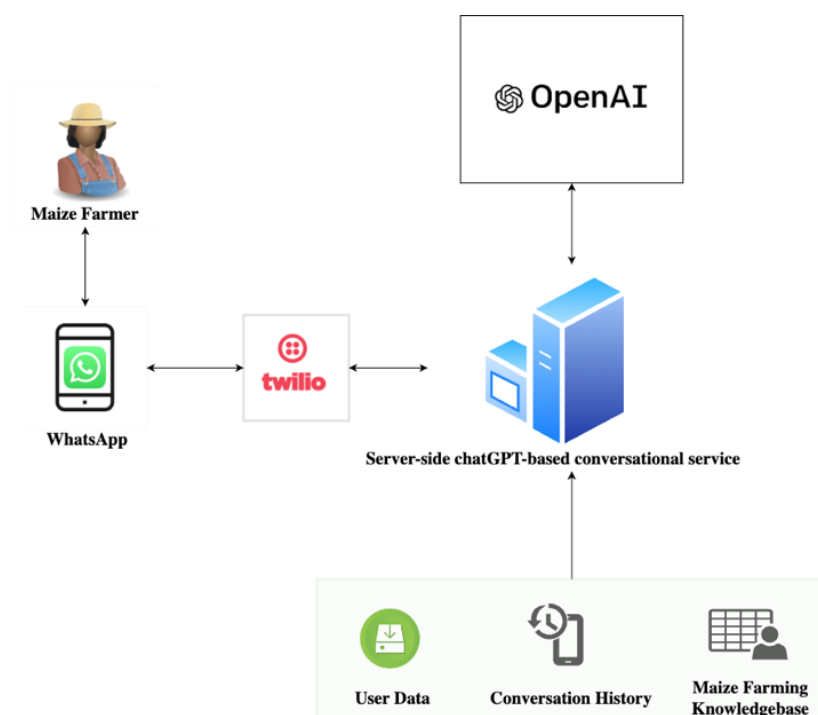 OpenAI
Maize Farmer
twilio
WhatsApp
Server-side chatGPT-based conversational service
User Data
Conversation History
Maize Farming
Knowledgebase